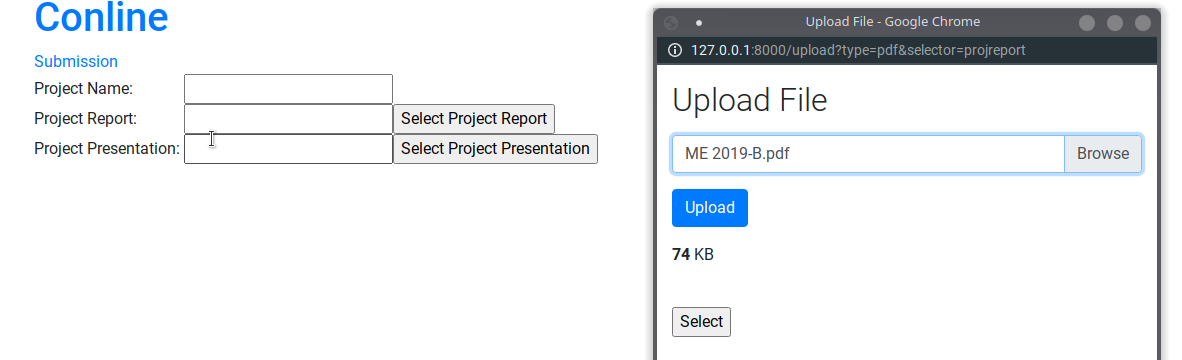 Conline
Submission
Project Name:
Project Report:
Select Project Report
Project Presentation:
Select Project Presentation
Upload File - Google Chrome
127.0.0.1:8000/upload?type=pdf&selector=projreport
Upload File
ME 2019-B.pdf
Browse
Upload
74 KB
Select